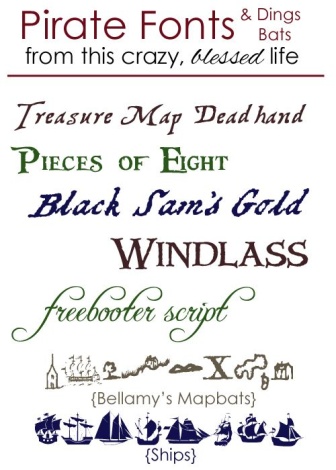 Pirate Fonts & Dings
Bats
from this crazy, blessed life
Treasure Map Deadhand
Pieces of Eight
Black Sam's Gold
Windlass
freebooter script
X
{Bellamy's Mapbats}
{Ships}